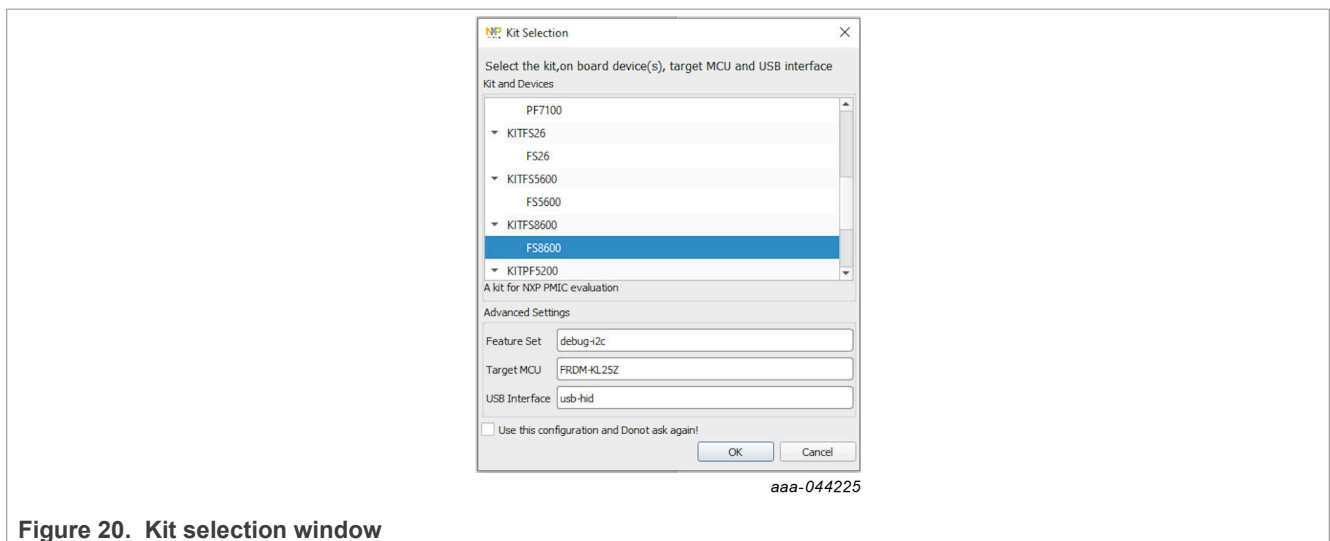 NXP Kit Selection
Select the kit,on board device(s), target MCU and USB interface
Kit and Devices
PF7100
KITFS26
FS26
KITFS5600
FS5600
KITFS8600
FS8600
KITPF5200
A kit for NXP PMIC evaluation
Advanced Settings
Feature Set debug-i2c
Target MCU FRDM-KL25Z
USB Interface usb-hid
Use this configuration and Donot ask again!
OK Cancel
aaa-044225
Figure 20. Kit selection window